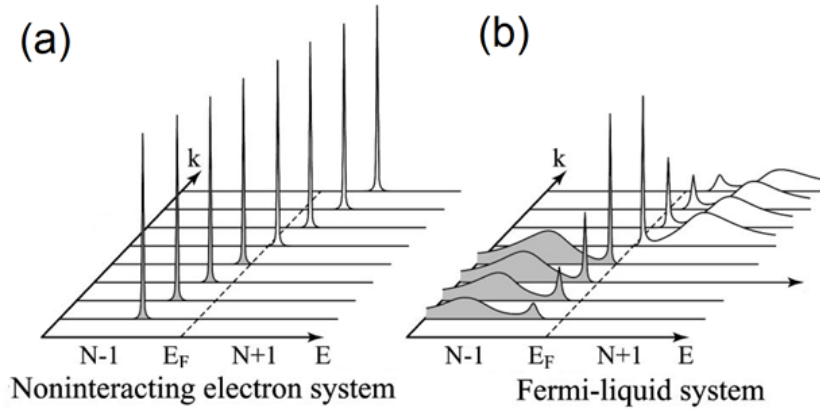 (a)
(b)
k
k
N-1 E_F N+1 E
N-1 E_F N+1 E
Noninteracting electron system
Fermi-liquid system